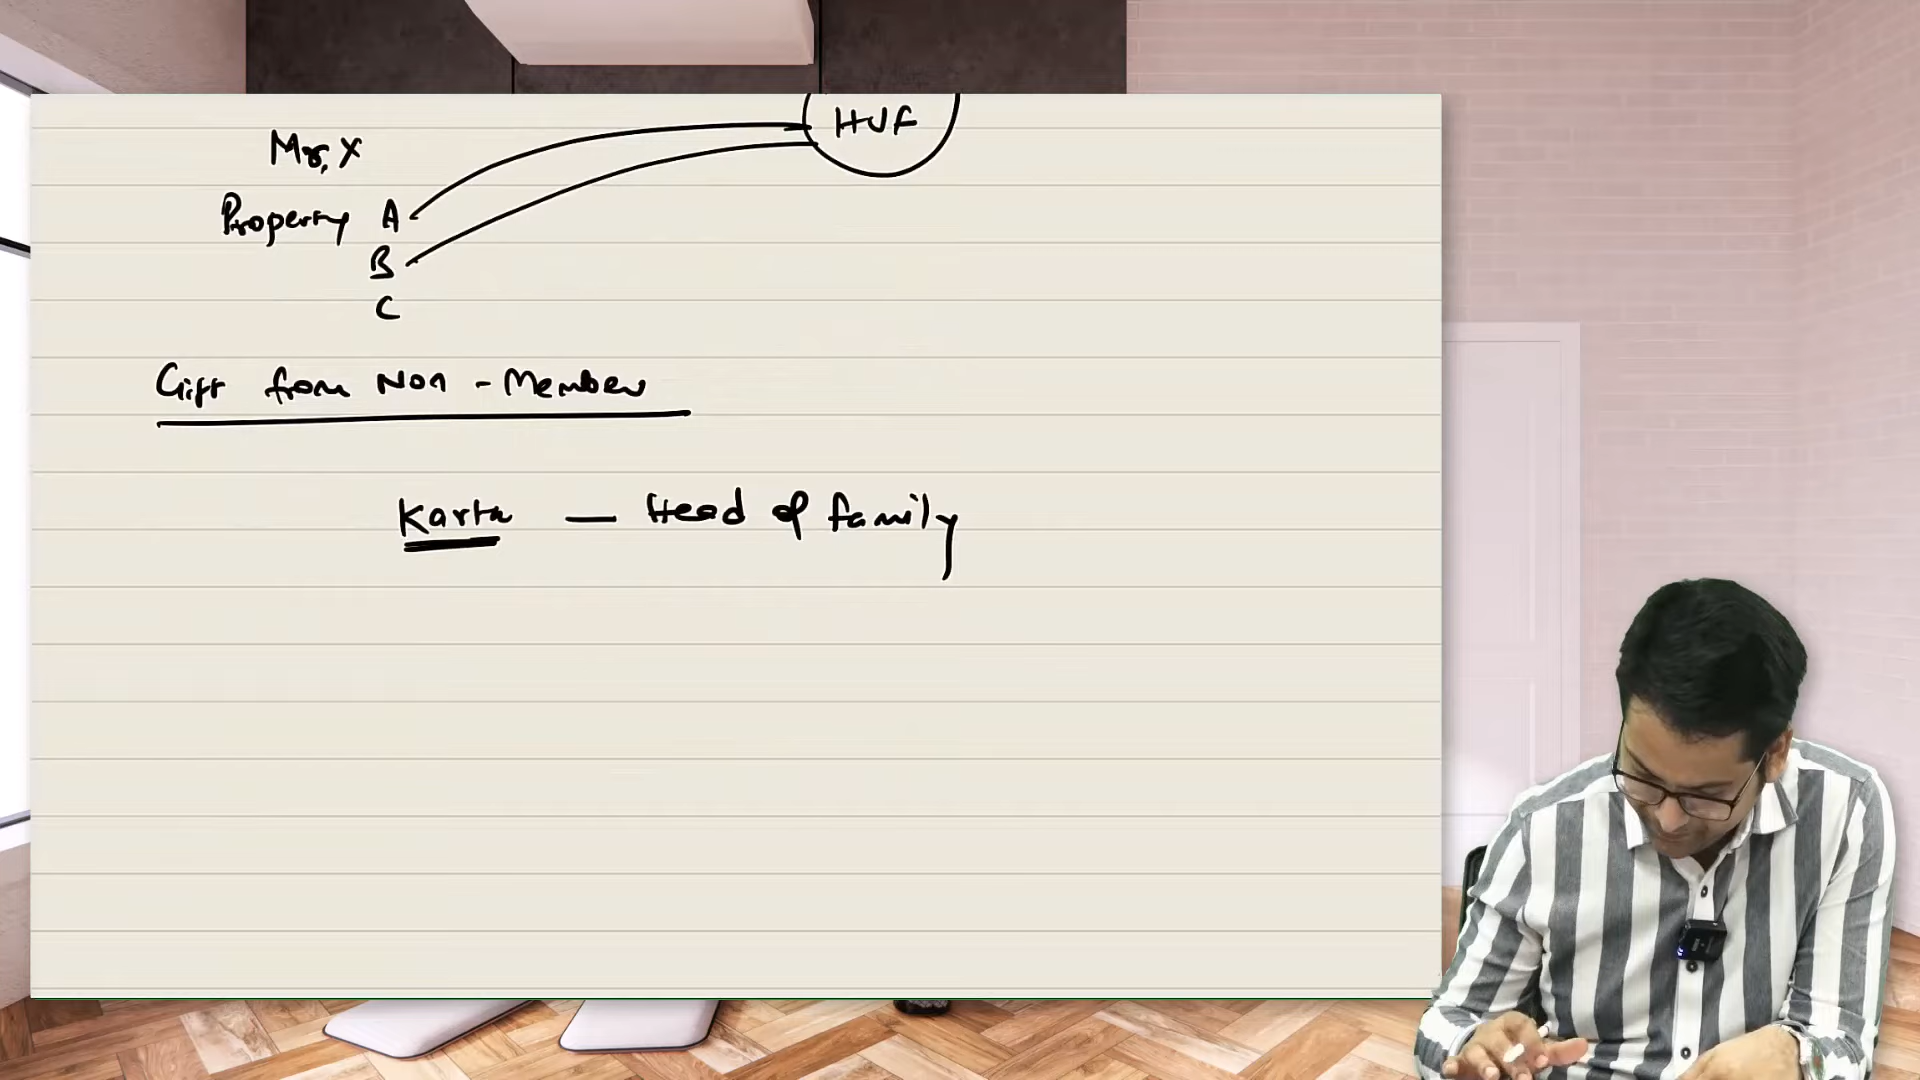 HUF
Mr. X
Property A
B
C
Gift from Non - Member
Karta — Head of family